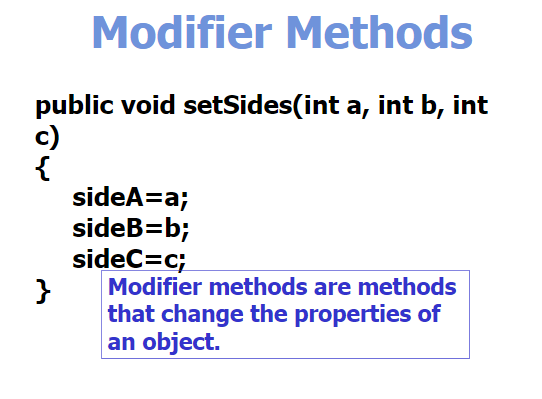 Modifier Methods
public void setSides(int a, int b, int
c)
{
sideA=a;
sideB=b;
sideC=c;
}
Modifier methods are methods
that change the properties of
an object.